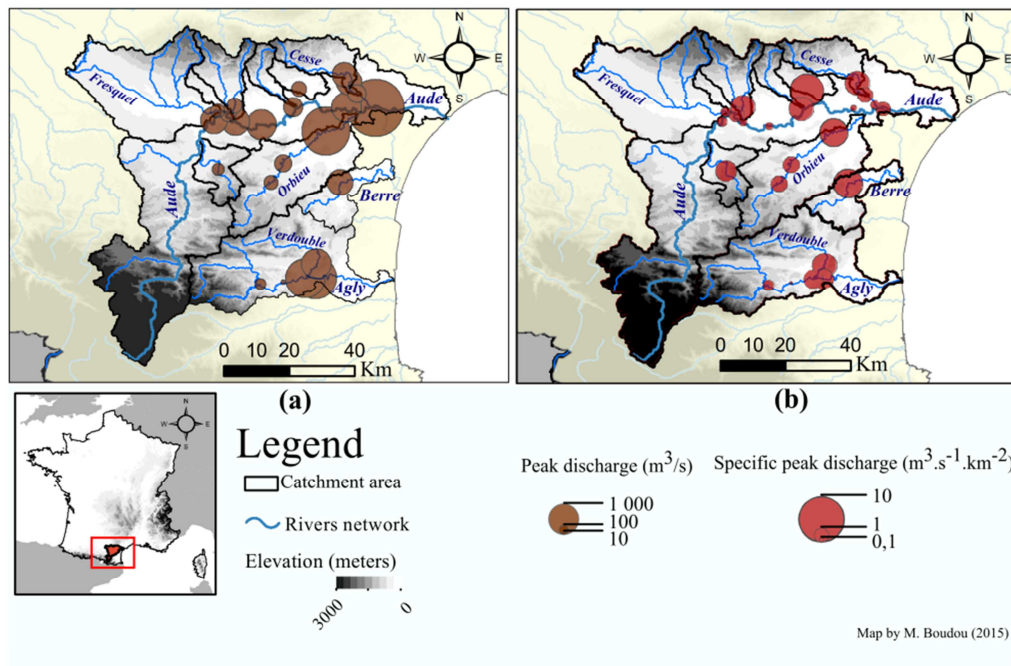 N
W E
S
Cesse
Fresquel
Aude
Aude
Orbieu
Berre
Verdouble
Agly
0 10 20 40
Km
(a)
N
W E
S
Cesse
Fresquel
Aude
Aude
Orbieu
Berre
Verdouble
Agly
0 10 20 40
Km
(b)
N
W E
S
Legend
Catchment area
Rivers network
Elevation (meters)
3000 0
Peak discharge (m³/s)
1 000
100
10
Specific peak discharge (m³.s⁻¹.km⁻²)
10
1
0,1
Map by M. Boudou (2015)